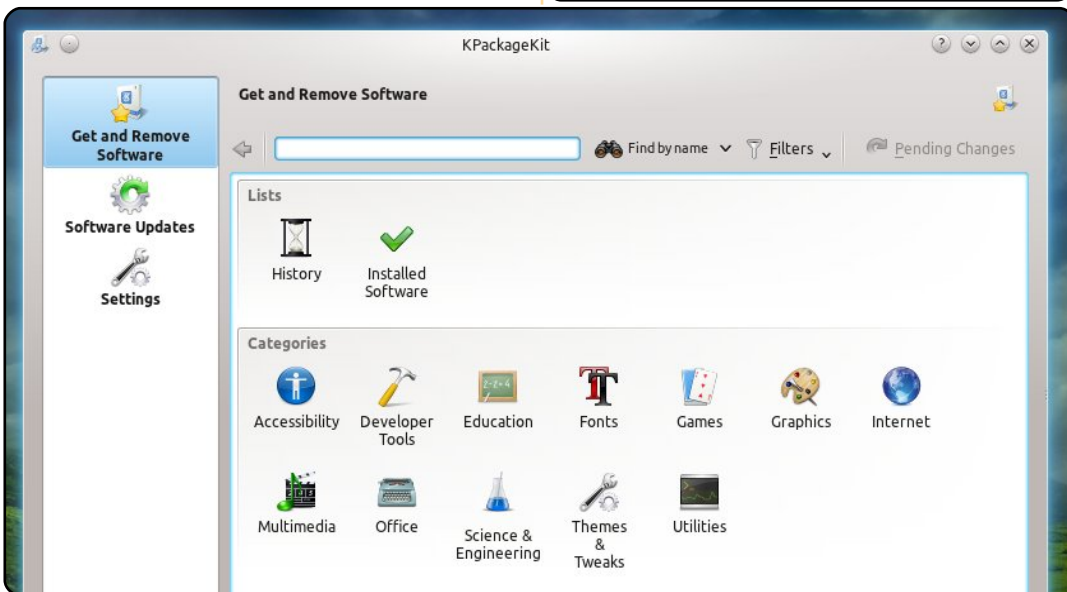 KPackageKit
Get and Remove
Software
Software Updates
Settings
Get and Remove Software
Find by name
Filters
Pending Changes
Lists
History
Installed
Software
Categories
Accessibility
Developer
Tools
Education
Fonts
Games
Graphics
Internet
Multimedia
Office
Science &
Engineering
Themes
&
Tweaks
Utilities